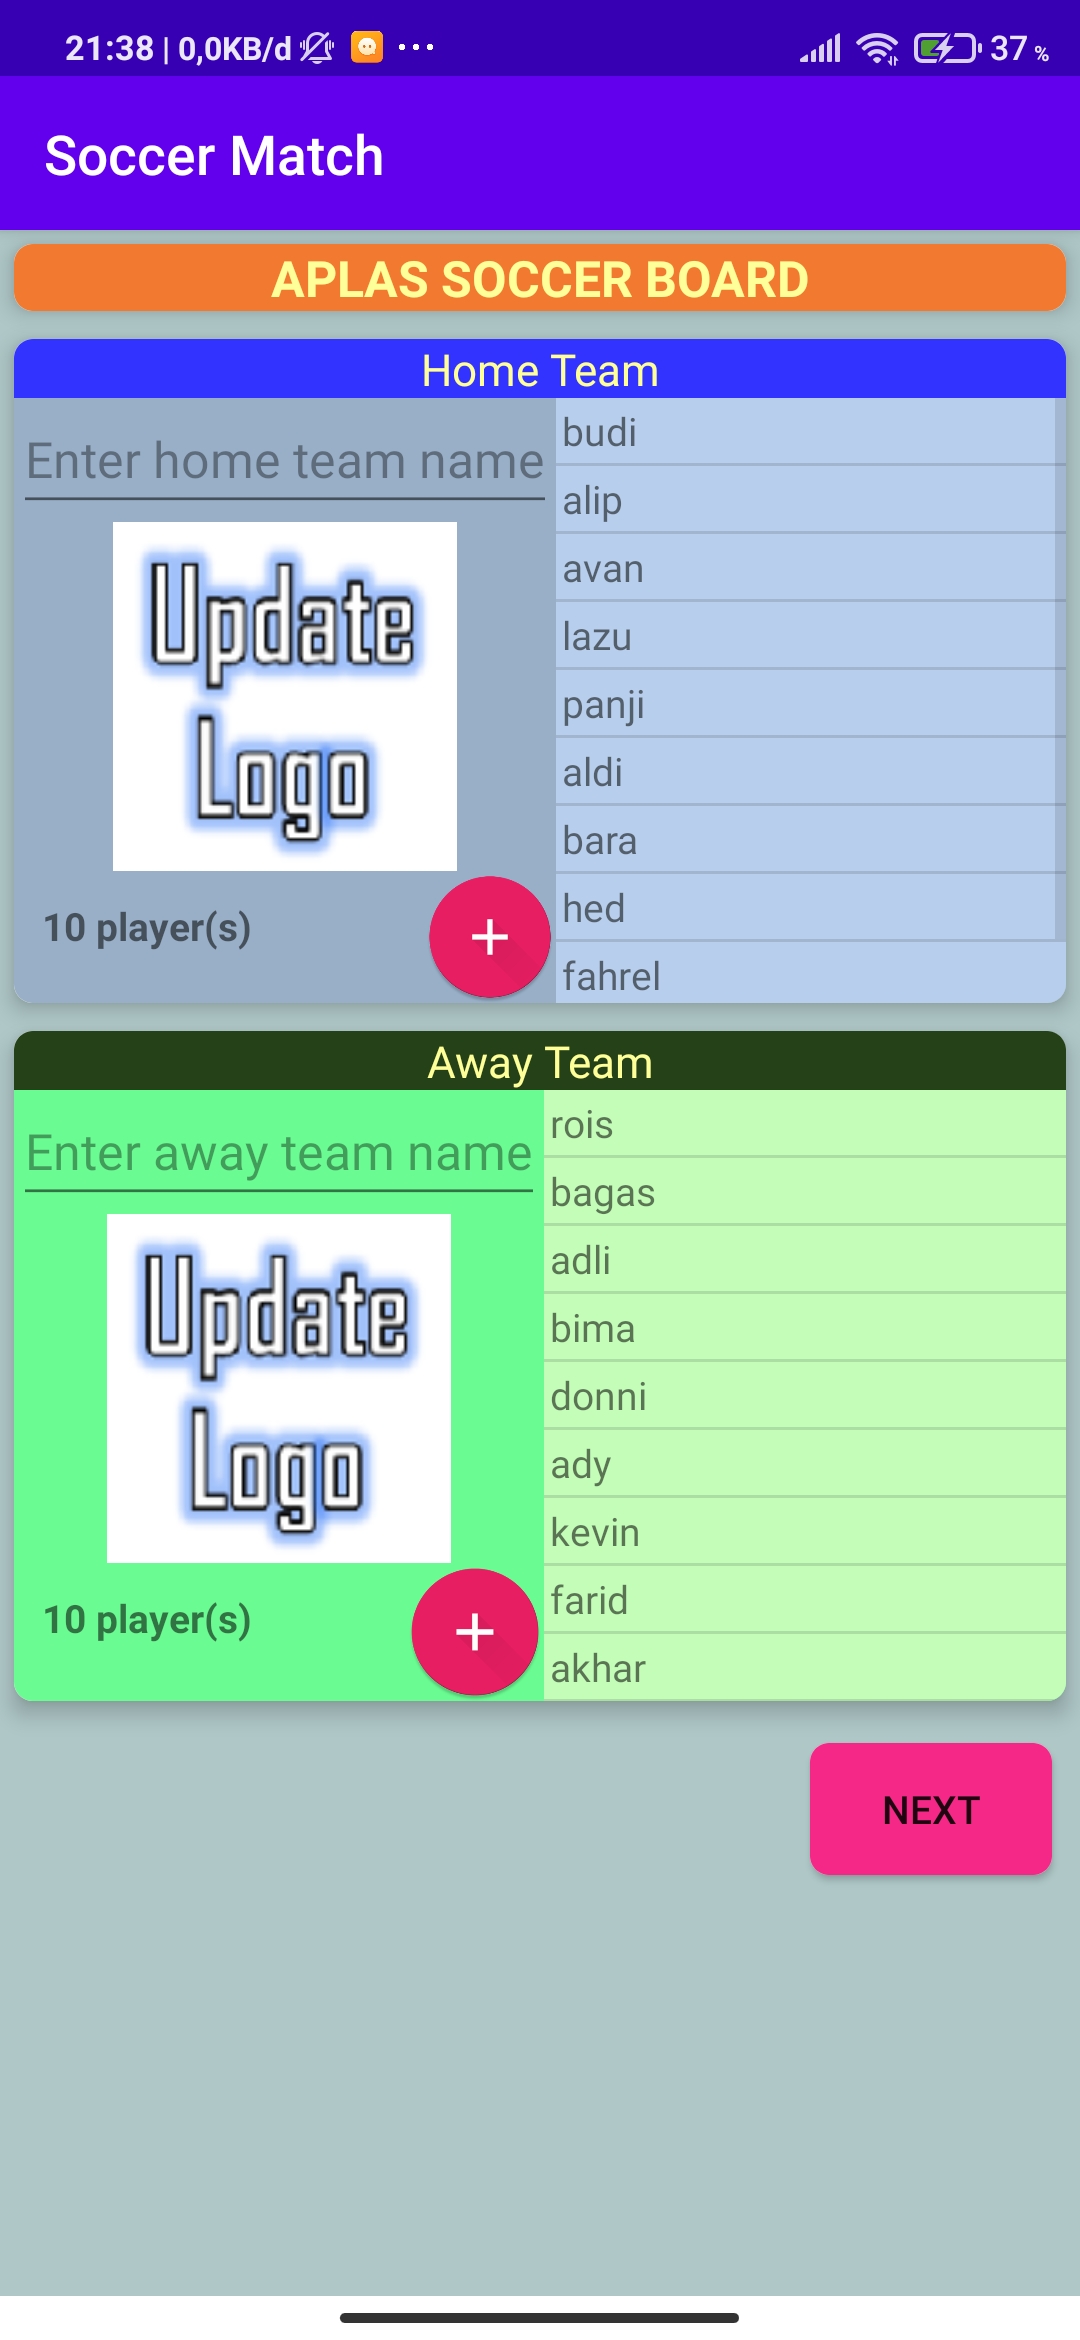 21:38 | 0,0KB/d
37 %
Soccer Match
APLAS SOCCER BOARD
Home Team
Enter home team name
Update
Logo
10 player(s)
+
budi
alip
avan
lazu
panji
aldi
bara
hed
fahrel
Away Team
Enter away team name
Update
Logo
10 player(s)
+
rois
bagas
adli
bima
donni
ady
kevin
farid
akhar
NEXT